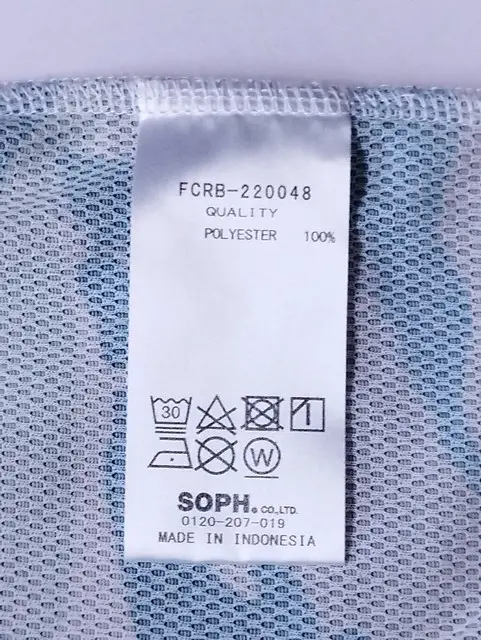 FCRB-220048
QUALITY
POLYESTER 100%
30
W
SOPH. CO.,LTD.
0120-207-019
MADE IN INDONESIA